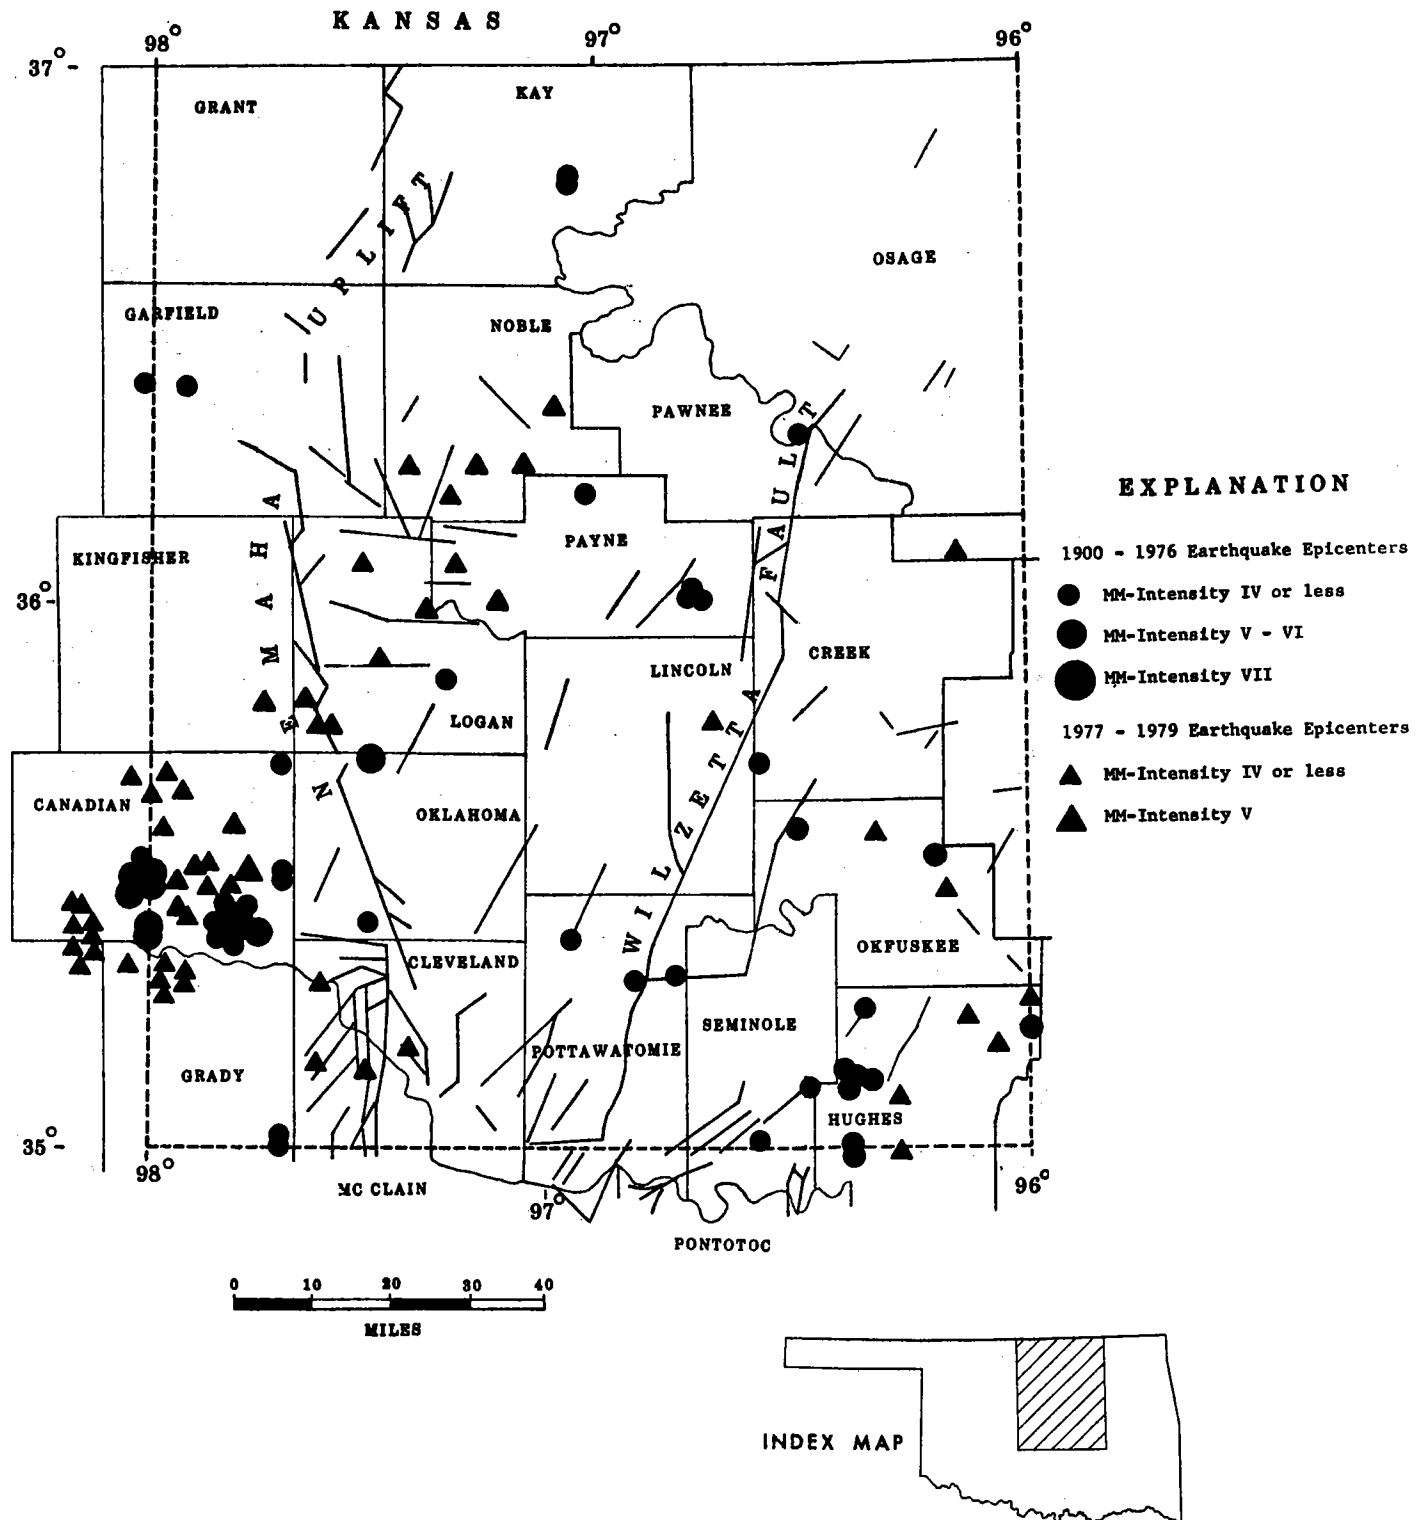 KANSAS
98° 97° 96°
37°
GRANT
KAY
OSAGE
UPLIFT
GARFIELD
NOBLE
PAWNEE
EXPLANATION
KINGFISHER
NEMAHA
PAYNE
WILZETTA FAULT
1900 - 1976 Earthquake Epicenters
MM-Intensity IV or less
MM-Intensity V - VI
MM-Intensity VII
1977 - 1979 Earthquake Epicenters
MM-Intensity IV or less
MM-Intensity V
36°
LINCOLN
CREEK
LOGAN
CANADIAN
OKLAHOMA
OKFUSKEE
CLEVELAND
SEMINOLE
POTTAWATOMIE
GRADY
HUGHES
35°
98° 97° 96°
MC CLAIN
PONTOTOC
0 10 20 30 40
MILES
INDEX MAP